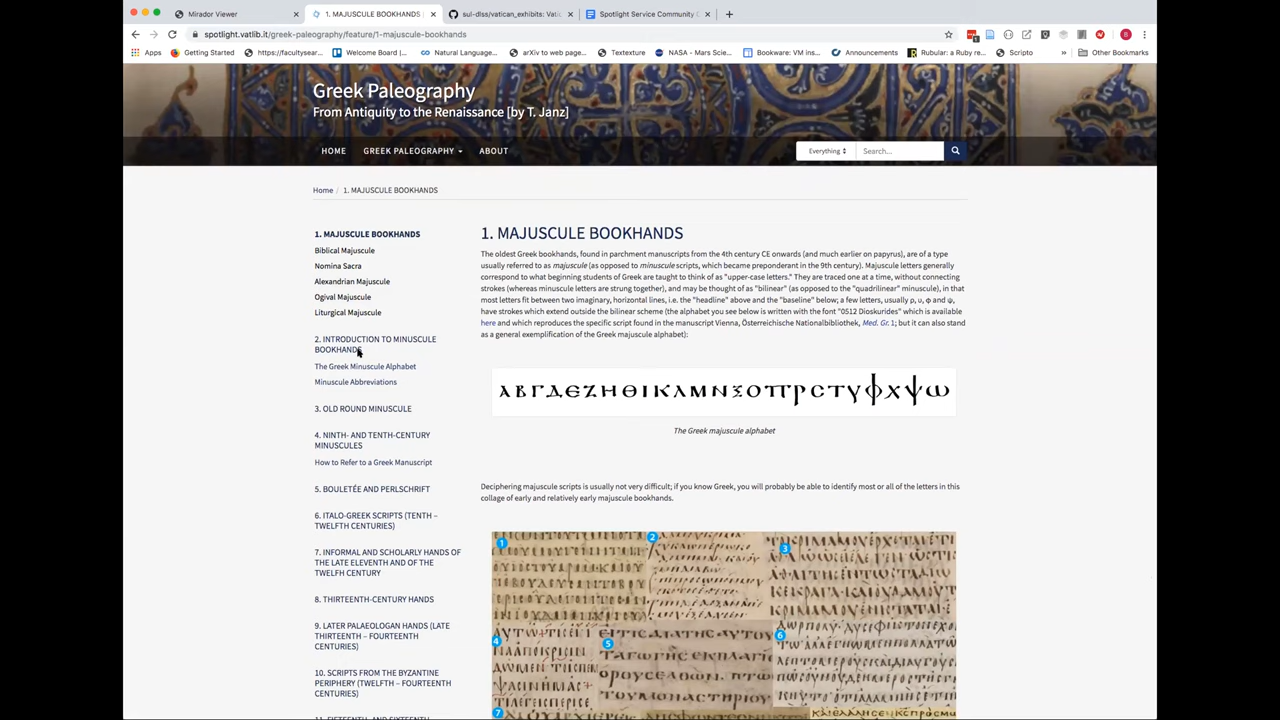 Mirador Viewer
1. MAJUSCULE BOOKHANDS
sul-dlss/vatican_exhibits: Vatic
Spotlight Service Community C
spotlight.vatlib.it/greek-paleography/feature/1-majuscule-bookhands
Apps
Getting Started
https://facultysear...
Welcome Board |...
Natural Language...
arXiv to web page...
Textexture
NASA - Mars Scie...
Bookware: VM ins...
Announcements
Rubular: a Ruby re...
Scripto
»
Other Bookmarks
Greek Paleography
From Antiquity to the Renaissance [by T. Janz]
HOME
GREEK PALEOGRAPHY
ABOUT
Everything
Search...
Home / 1. MAJUSCULE BOOKHANDS
1. MAJUSCULE BOOKHANDS
Biblical Majuscule
Nomina Sacra
Alexandrian Majuscule
Ogival Majuscule
Liturgical Majuscule
2. INTRODUCTION TO MINUSCULE
BOOKHANDS
The Greek Minuscule Alphabet
Minuscule Abbreviations
3. OLD ROUND MINUSCULE
4. NINTH- AND TENTH-CENTURY
MINUSCULES
How to Refer to a Greek Manuscript
5. BOULETÉE AND PERLSCHRIFT
6. ITALO-GREEK SCRIPTS (TENTH –
TWELFTH CENTURIES)
7. INFORMAL AND SCHOLARLY HANDS OF
THE LATE ELEVENTH AND OF THE
TWELFH CENTURY
8. THIRTEENTH-CENTURY HANDS
9. LATER PALAEOLOGAN HANDS (LATE
THIRTEENTH – FOURTEENTH
CENTURIES)
10. SCRIPTS FROM THE BYZANTINE
PERIPHERY (TWELFTH – FOURTEENTH
CENTURIES)
11. FIFTEENTH- AND SIXTEENTH-
1. MAJUSCULE BOOKHANDS
The oldest Greek bookhands, found in parchment manuscripts from the 4th century CE onwards (and much earlier on papyrus), are of a type
usually referred to as majuscule (as opposed to minuscule scripts, which became preponderant in the 9th century). Majuscule letters generally
correspond to what beginning students of Greek are taught to think of as "upper-case letters." They are traced one at a time, without connecting
strokes (whereas minuscule letters are strung together), and may be thought of as "bilinear" (as opposed to the "quadrilinear" minuscule), in that
most letters fit between two imaginary, horizontal lines, i.e. the "headline" above and the "baseline" below; a few letters, usually ρ, υ, φ and ψ,
have strokes which extend outside the bilinear scheme (the alphabet you see below is written with the font "0512 Dioskurides" which is available
here and which reproduces the specific script found in the manuscript Vienna, Österreichische Nationalbibliothek, Med. Gr. 1; but it can also stand
as a general exemplification of the Greek majuscule alphabet):
ΑΒΓΔΕΖΗΘΙΚΛΜΝΞΟΠΡϹΤΥΦΧΨΩ
The Greek majuscule alphabet
Deciphering majuscule scripts is usually not very difficult; if you know Greek, you will probably be able to identify most or all of the letters in this
collage of early and relatively early majuscule bookhands.
1
2
3
4
5
6
7